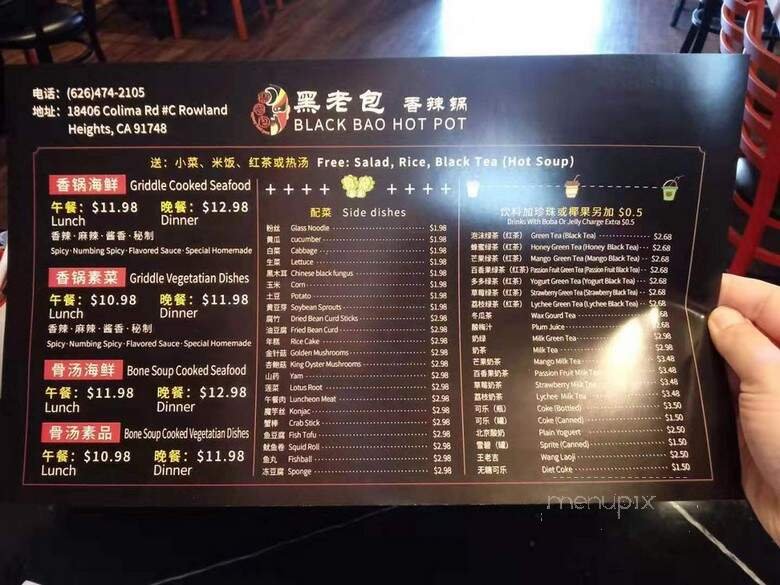 电话：(626)474-2105
地址：18406 Colima Rd #C Rowland
Heights, CA 91748
黑老包 香辣锅
BLACK BAO HOT POT
送：小菜、米饭、红茶或热汤 Free: Salad, Rice, Black Tea (Hot Soup)
香锅海鲜 Griddle Cooked Seafood
午餐：$11.98 晚餐：$12.98
Lunch Dinner
香辣·麻辣·酱香·秘制
Spicy·Numbing Spicy·Flavored Sauce·Special Homemade
香锅素菜 Griddle Vegetatian Dishes
午餐：$10.98 晚餐：$11.98
Lunch Dinner
香辣·麻辣·酱香·秘制
Spicy·Numbing Spicy·Flavored Sauce·Special Homemade
骨汤海鲜 Bone Soup Cooked Seafood
午餐：$11.98 晚餐：$12.98
Lunch Dinner
骨汤素品 Bone Soup Cooked Vegetatian Dishes
午餐：$10.98 晚餐：$11.98
Lunch Dinner
++++ ++++
配菜 Side dishes
粉丝 Glass Noodle $1.98
黄瓜 cucumber $1.98
白菜 Cabbage $1.98
生菜 Lettuce $1.98
黑木耳 Chinese black fungus $1.98
玉米 Corn $1.98
土豆 Potato $1.98
黄豆芽 Soybean Sprouts $1.98
腐竹 Dried Bean Curd Sticks $2.98
油豆腐 Fried Bean Curd $2.98
年糕 Rice Cake $2.98
金针菇 Golden Mushrooms $2.98
杏鲍菇 King Oyster Mushrooms $2.98
山药 Yam $2.98
莲菜 Lotus Root $2.98
午餐肉 Luncheon Meat $2.98
魔芋丝 Konjac $2.98
蟹棒 Crab Stick $2.98
鱼豆腐 Fish Tofu $2.98
鱿鱼卷 Squid Roll $2.98
鱼丸 Fishball $2.98
冻豆腐 Sponge $2.98
饮料加珍珠或椰果另加 $0.5
Drinks With Boba Or Jelly Charge Extra $0.5
泡沫绿茶（红茶） Green Tea (Black Tea) $2.68
蜂蜜绿茶（红茶） Honey Green Tea (Honey Black Tea) $2.68
芒果绿茶（红茶） Mango Green Tea (Mango Black Tea) $2.68
百香果绿茶（红茶） Passion Fruit Green Tea (Passion Fruit Black Tea) $2.68
多多绿茶（红茶） Yogurt Green Tea (Yogurt Black Tea) $2.68
草莓绿茶（红茶） Strawberry Green Tea (Strawberry Black Tea) $2.68
荔枝绿茶（红茶） Lychee Green Tea (Lychee Black Tea) $2.68
冬瓜茶 Wax Gourd Tea $2.68
酸梅汁 Plum Juice $2.68
奶绿 Milk Green Tea $2.68
奶茶 Milk Tea $2.98
芒果奶茶 Mango Milk Tea $3.48
百香果奶茶 Passion Fruit Milk Tea $3.48
草莓奶茶 Strawberry Milk Tea $3.48
荔枝奶茶 Lychee Milk Tea $3.48
可乐（瓶） Coke (Bottled) $3.50
可乐（罐） Coke (Canned) $1.50
北京酸奶 Plain Yoguert $2.50
雪碧（罐） Sprite (Canned) $1.50
王老吉 Wang Laoji $2.50
无糖可乐 Diet Coke $1.50
menupix